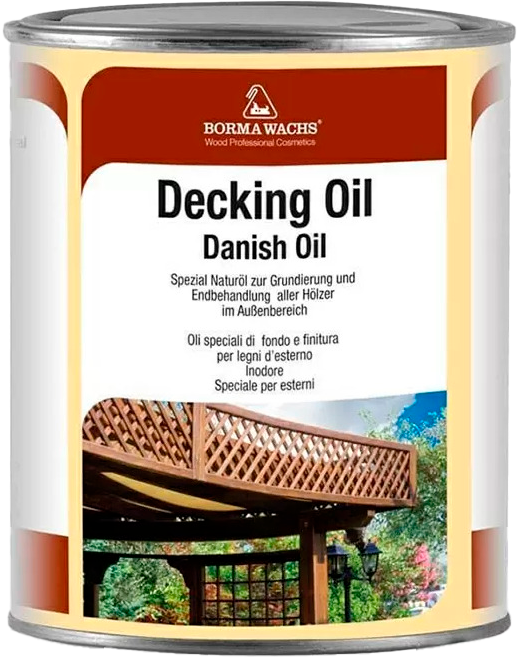 BORMA WACHS®
Wood Professional Cosmetics
Decking Oil
Danish Oil
Spezial Naturöl zur Grundierung und
Endbehandlung aller Hölzer
im Außenbereich
Oli speciali di fondo e finitura
per legni d'esterno
Inodore
Speciale per esterni